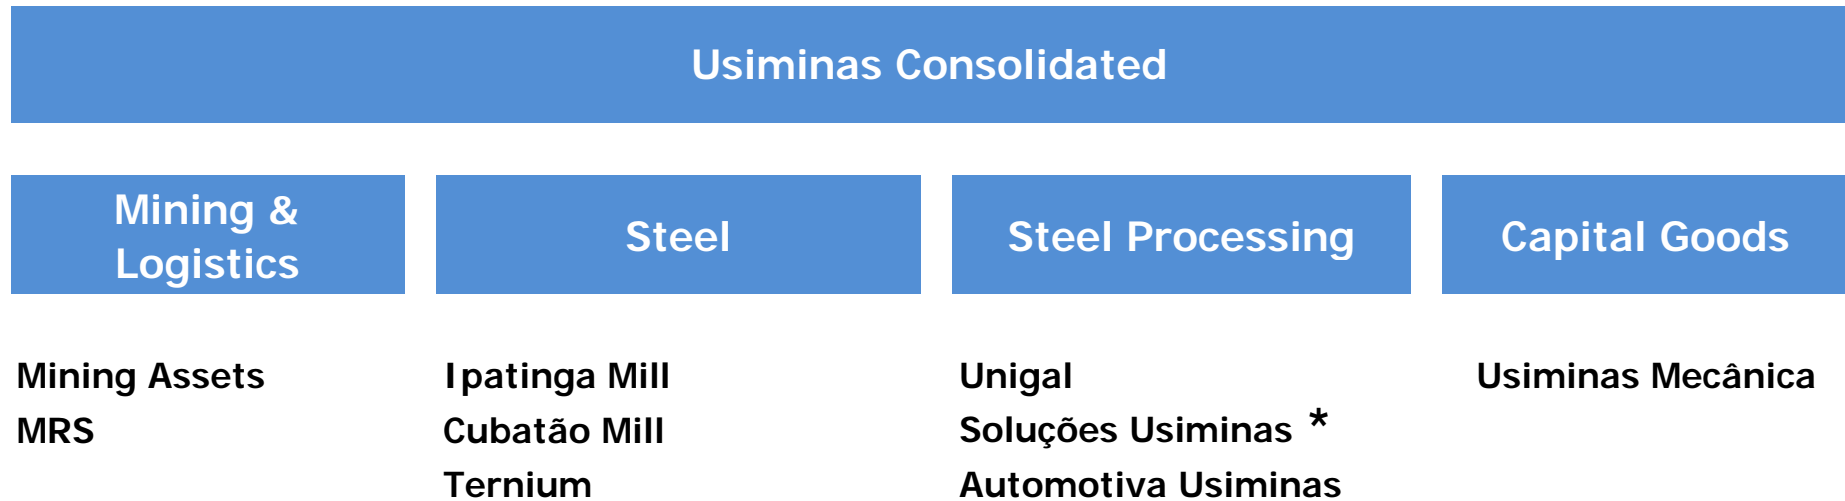 Usiminas Consolidated
Mining &
Logistics
Steel
Steel Processing
Capital Goods
Mining Assets
MRS
Ipatinga Mill
Cubatão Mill
Ternium
Unigal
Soluções Usiminas *
Automotiva Usiminas
Usiminas Mecânica